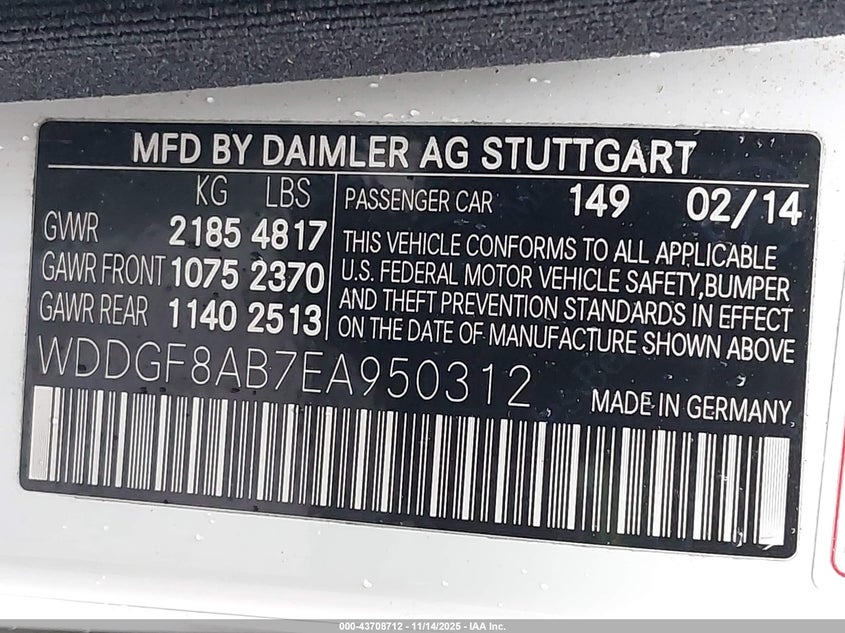 MFD BY DAIMLER AG STUTTGART
KG LBS
GVWR 2185 4817
GAWR FRONT 1075 2370
GAWR REAR 1140 2513
PASSENGER CAR 149 02/14
THIS VEHICLE CONFORMS TO ALL APPLICABLE
U.S. FEDERAL MOTOR VEHICLE SAFETY,BUMPER
AND THEFT PREVENTION STANDARDS IN EFFECT
ON THE DATE OF MANUFACTURE SHOWN ABOVE
WDDGF8AB7EA950312
MADE IN GERMANY
000-43708712 - 11/14/2025 - IAA Inc.